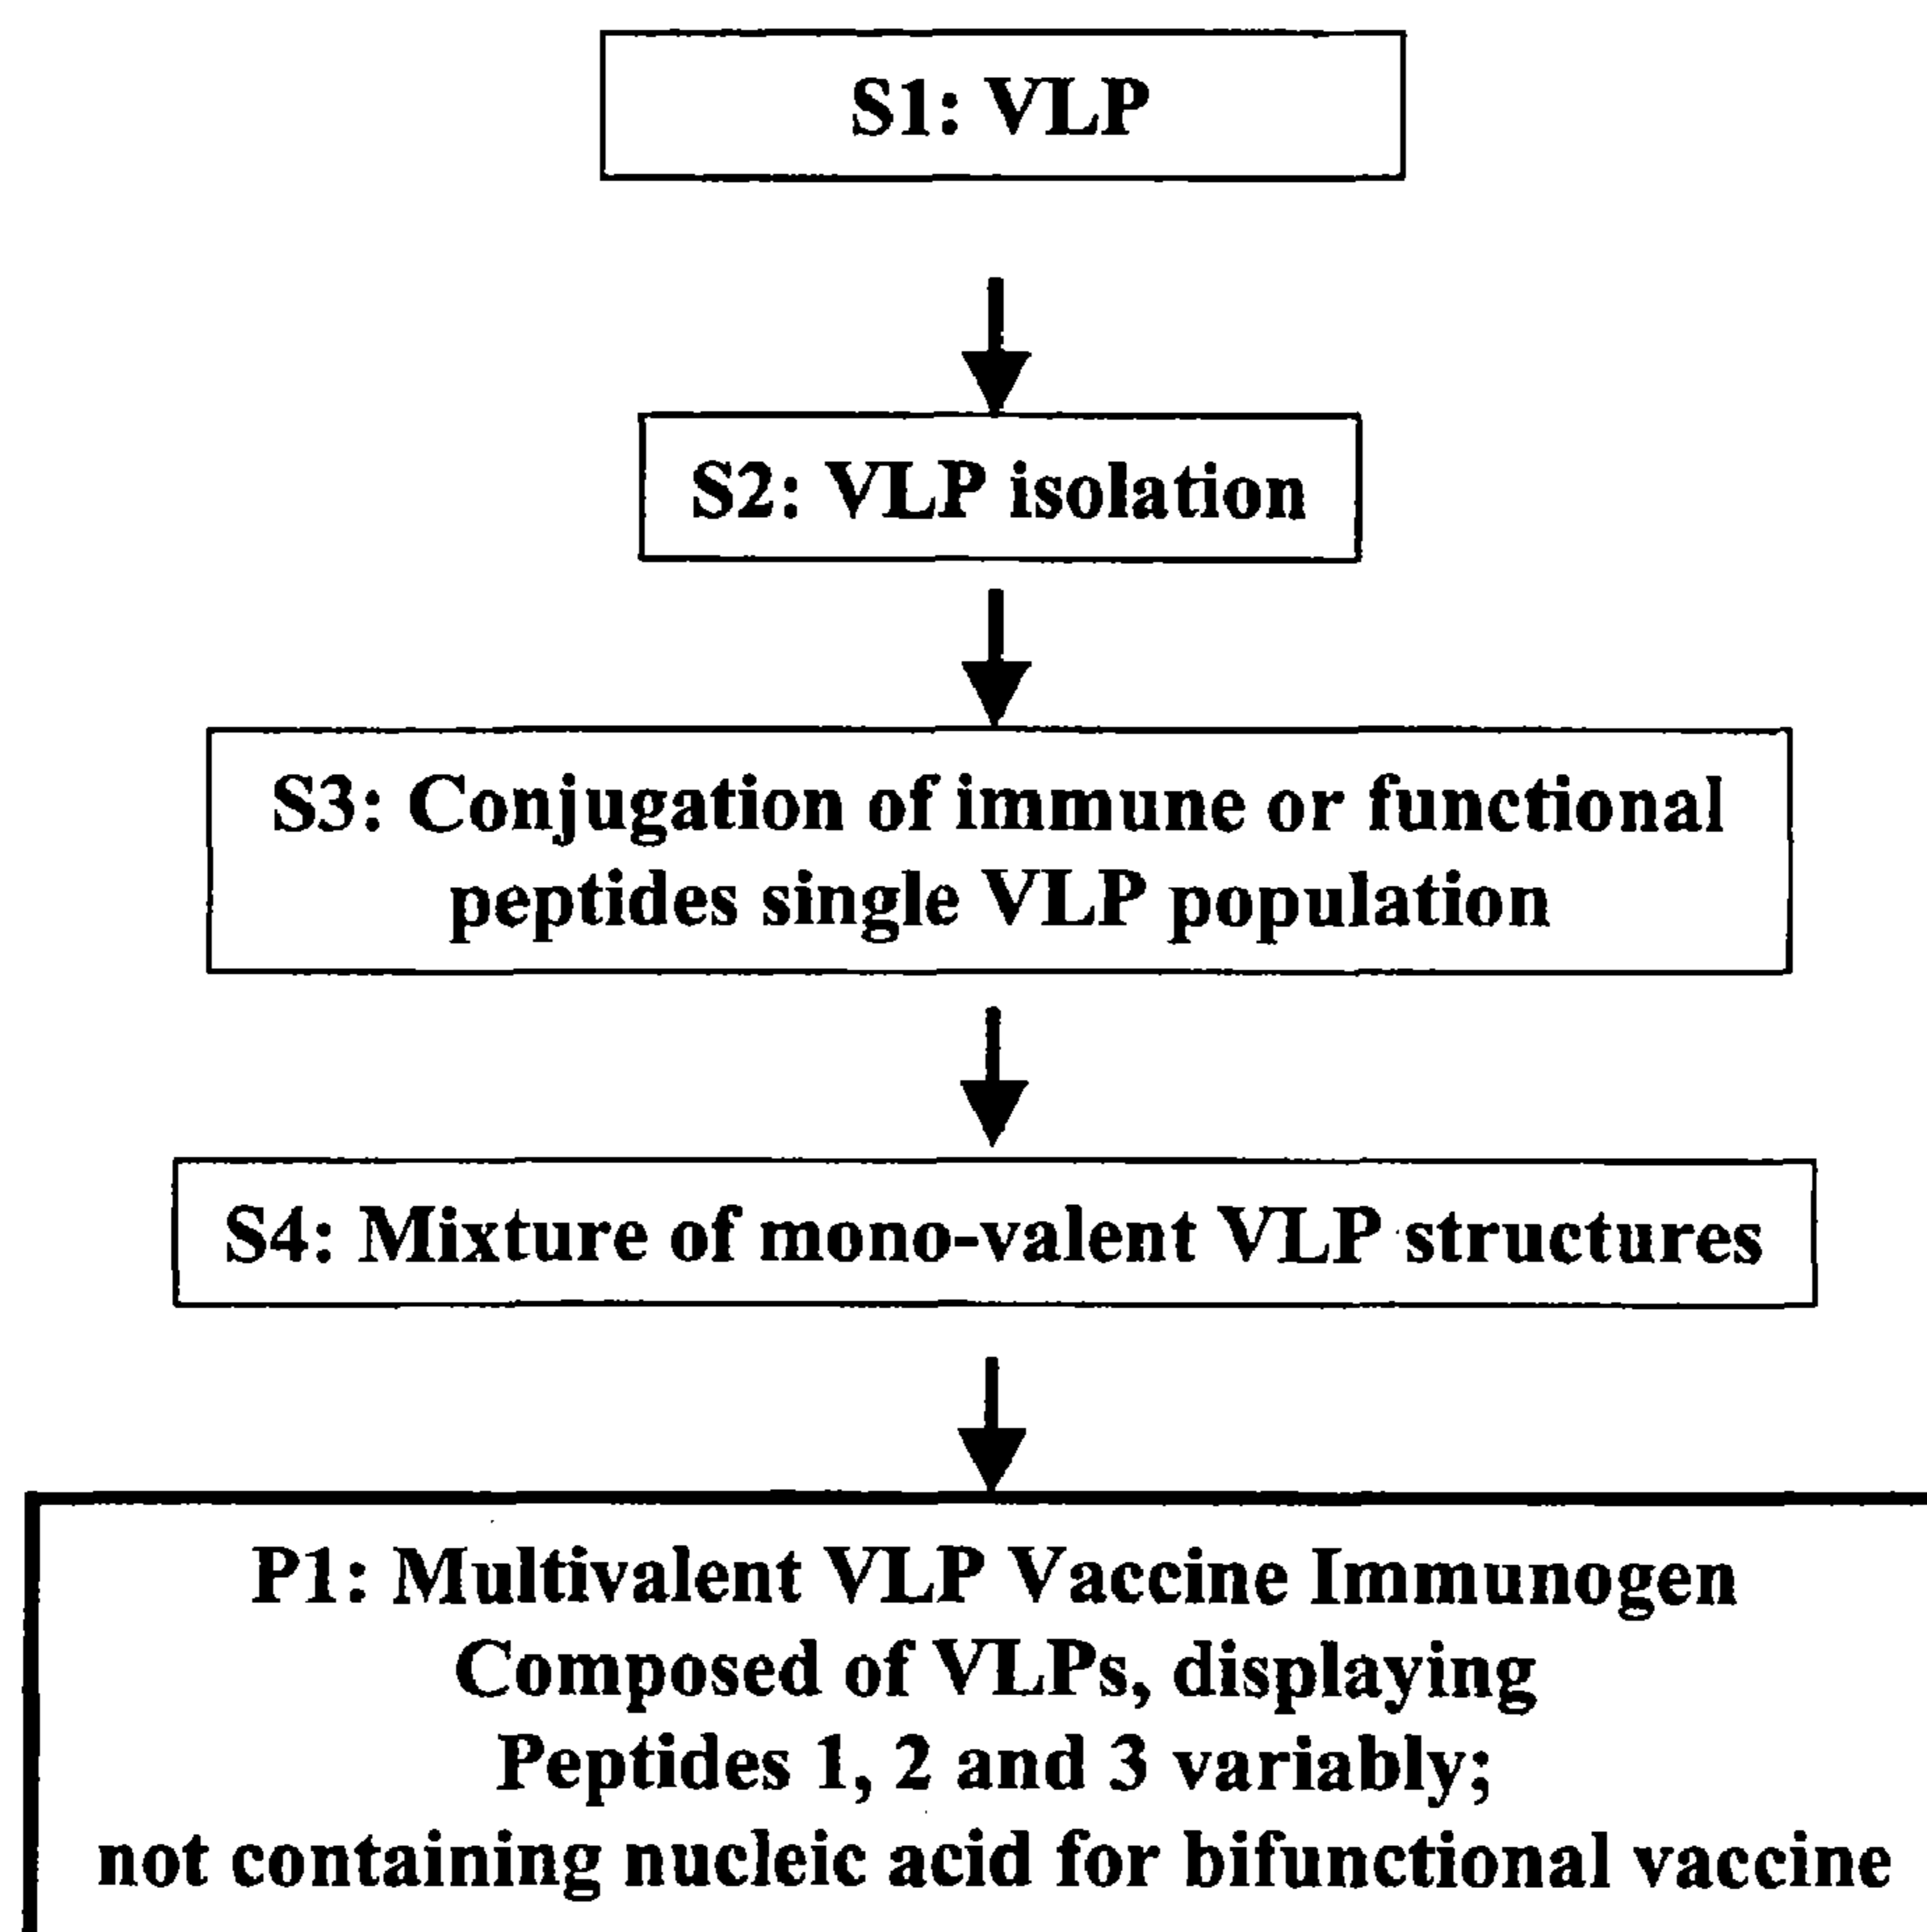 S1: VLP
S2: VLP isolation
S3: Conjugation of immune or functional
peptides single VLP population
S4: Mixture of mono-valent VLP structures
P1: Multivalent VLP Vaccine Immunogen
Composed of VLPs, displaying
Peptides 1, 2 and 3 variably;
not containing nucleic acid for bifunctional vaccine